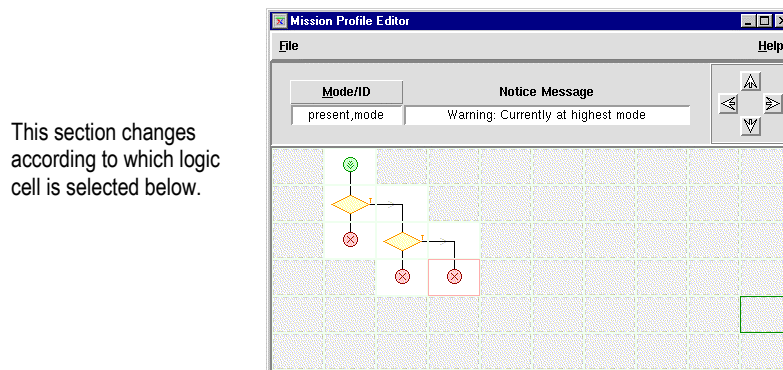 Mission Profile Editor
File
Help
Mode/ID
Notice Message
present,mode
Warning: Currently at highest mode
This section changes
according to which logic
cell is selected below.